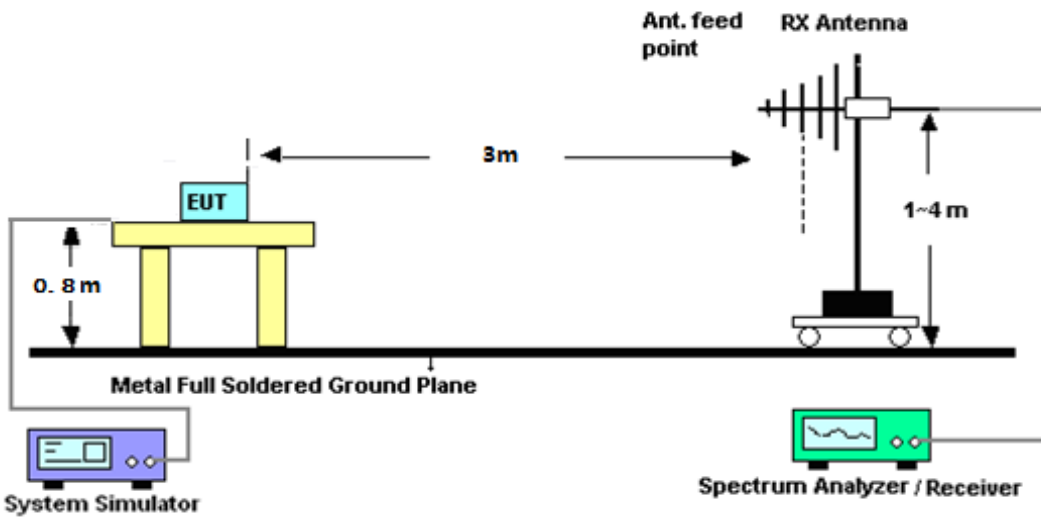 Ant. feed
point
RX Antenna
3m
EUT
1~4 m
0. 8 m
Metal Full Soldered Ground Plane
System Simulator
Spectrum Analyzer / Receiver